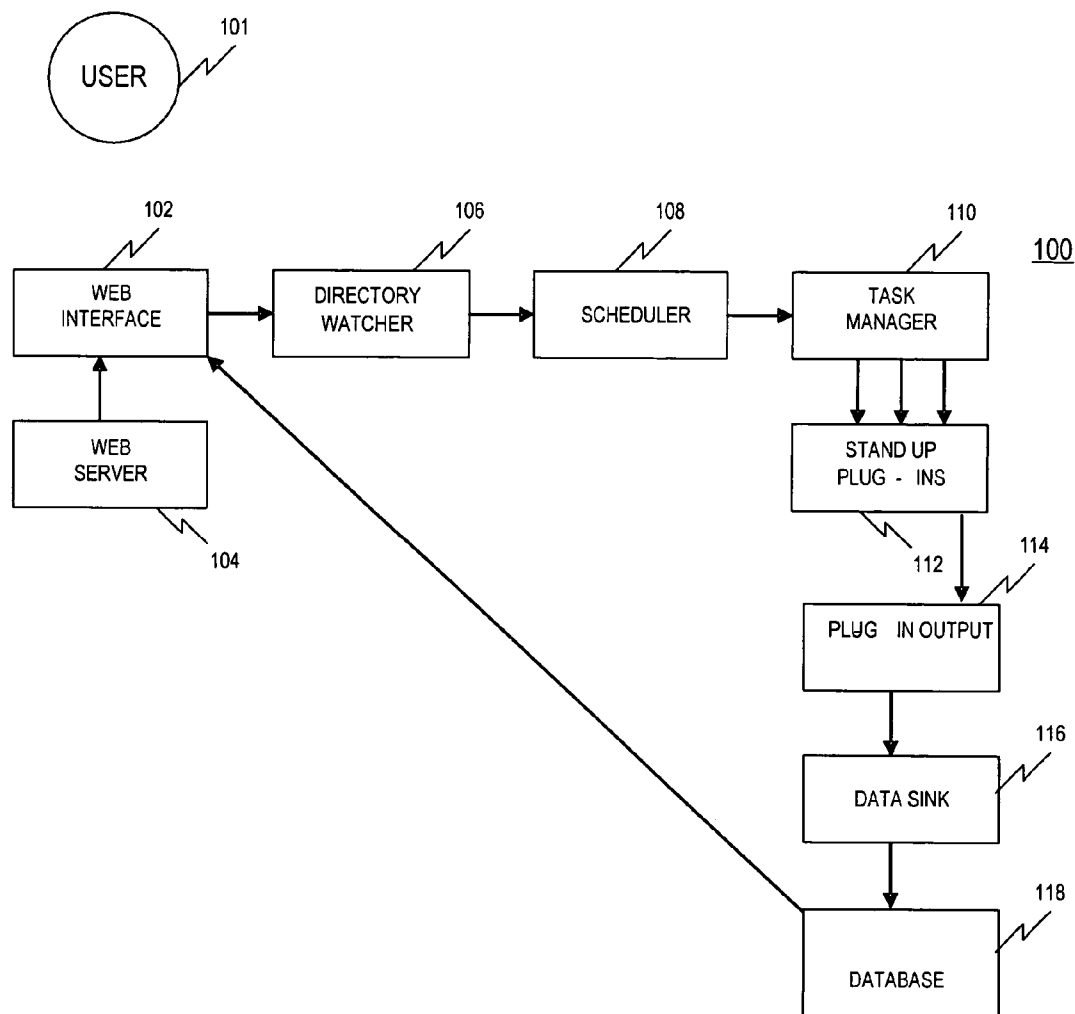 101
USER
102
106
108
110
100
WEB
INTERFACE
DIRECTORY
WATCHER
SCHEDULER
TASK
MANAGER
WEB
SERVER
STAND UP
PLUG - INS
104
112
114
PLUG IN OUTPUT
116
DATA SINK
118
DATABASE